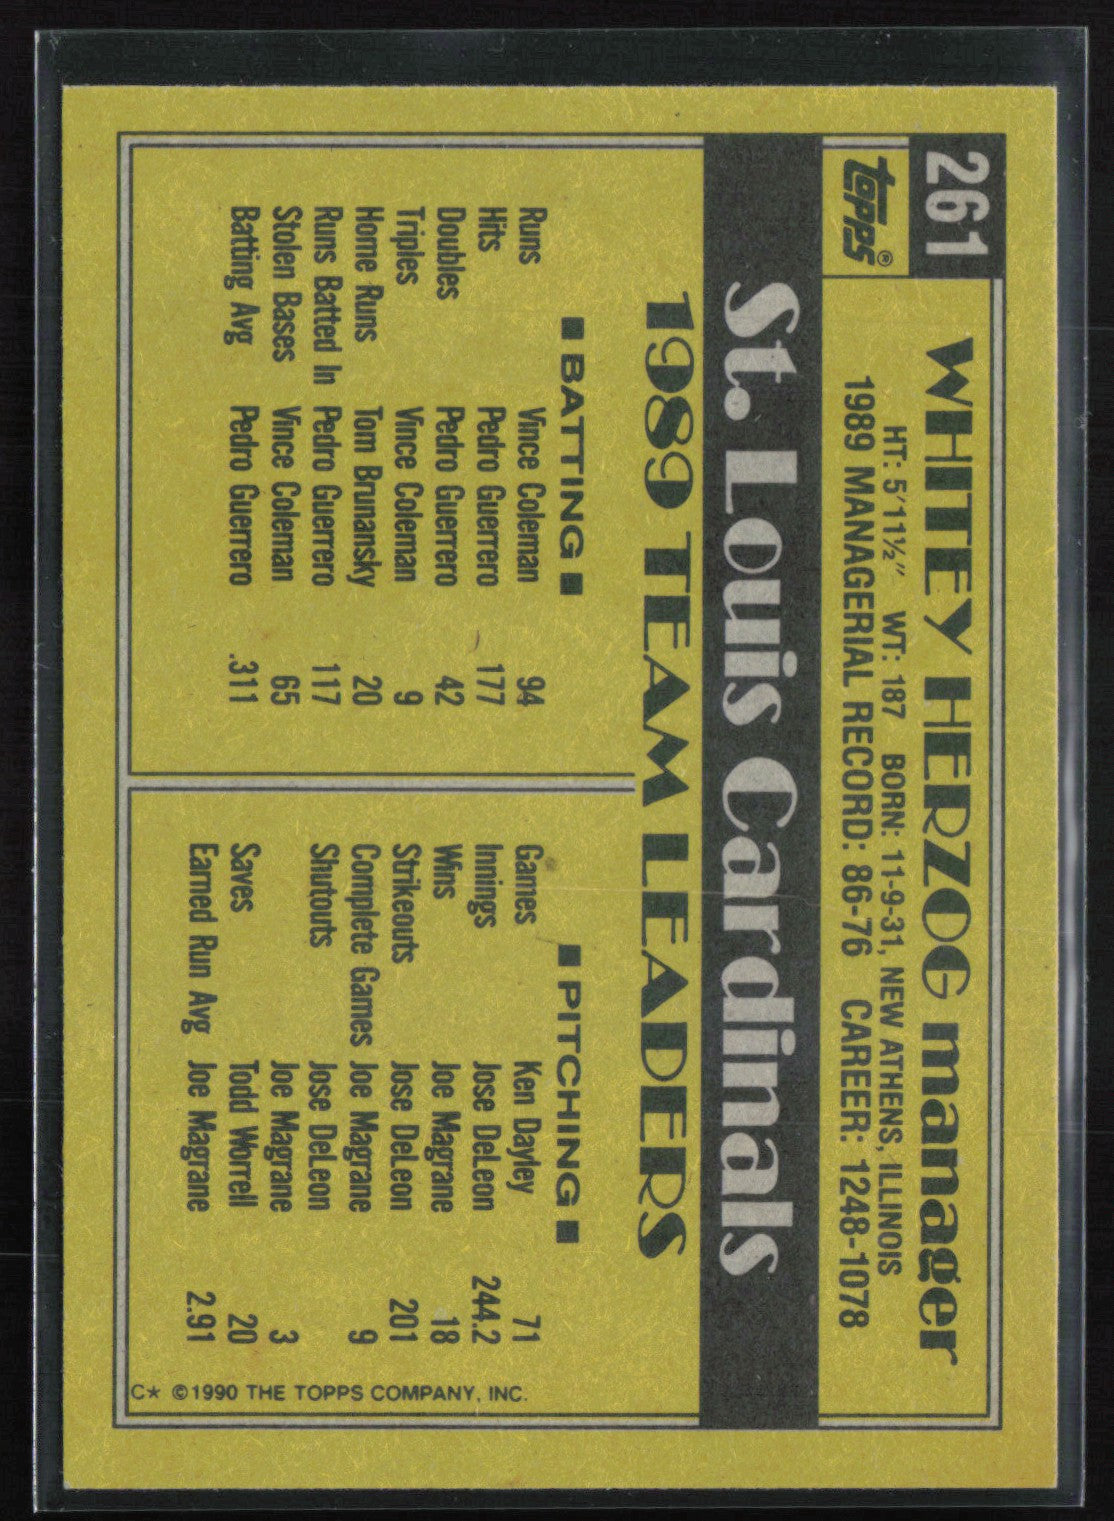 261
topps®
WHITEY HERZOG manager
HT: 5'11½" WT: 187 BORN: 11-9-31, NEW ATHENS, ILLINOIS
1989 MANAGERIAL RECORD: 86-76 CAREER: 1248-1078
St. Louis Cardinals
1989 TEAM LEADERS
■ BATTING ■
Runs Vince Coleman 94
Hits Pedro Guerrero 177
Doubles Pedro Guerrero 42
Triples Vince Coleman 9
Home Runs Tom Brunansky 20
Runs Batted In Pedro Guerrero 117
Stolen Bases Vince Coleman 65
Batting Avg Pedro Guerrero .311
■ PITCHING ■
Games Ken Dayley 71
Innings Jose DeLeon 244.2
Wins Joe Magrane 18
Strikeouts Jose DeLeon 201
Complete Games Joe Magrane 9
Shutouts Jose DeLeon
Joe Magrane 3
Saves Todd Worrell 20
Earned Run Avg Joe Magrane 2.91
C★ ©1990 THE TOPPS COMPANY, INC.